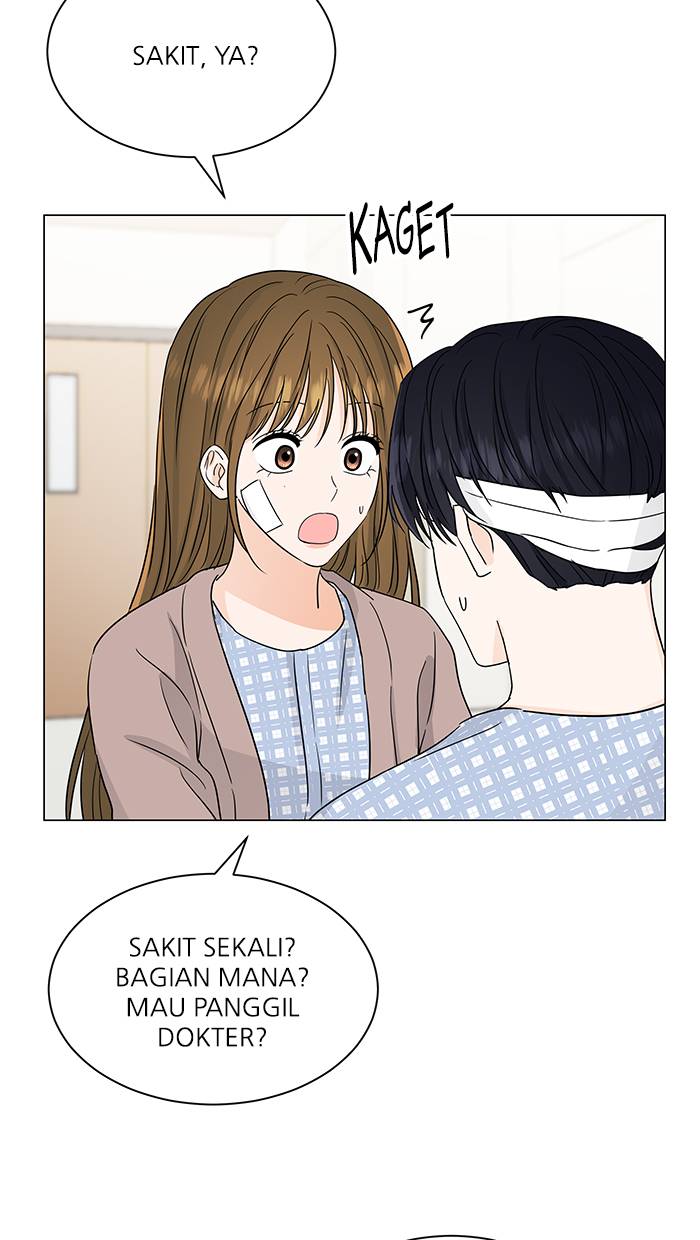 SAKIT, YA?
KAGET
SAKIT SEKALI?
BAGIAN MANA?
MAU PANGGIL
DOKTER?